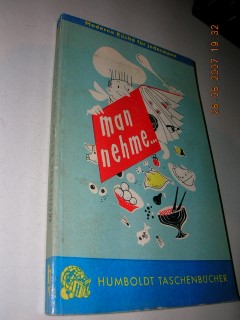 Moderne Küche für jedermann
man
nehme...
HUMBOLDT TASCHENBÜCHER
26 06 2007 19:32